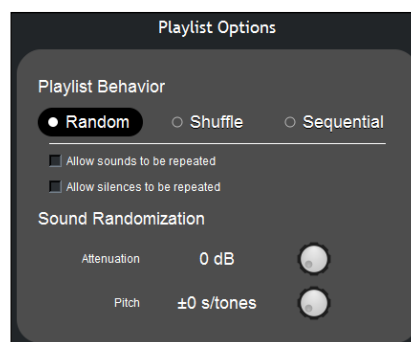 Playlist Options
Playlist Behavior
Random Shuffle Sequential
Allow sounds to be repeated
Allow silences to be repeated
Sound Randomization
Attenuation 0 dB
Pitch ±0 s/tones